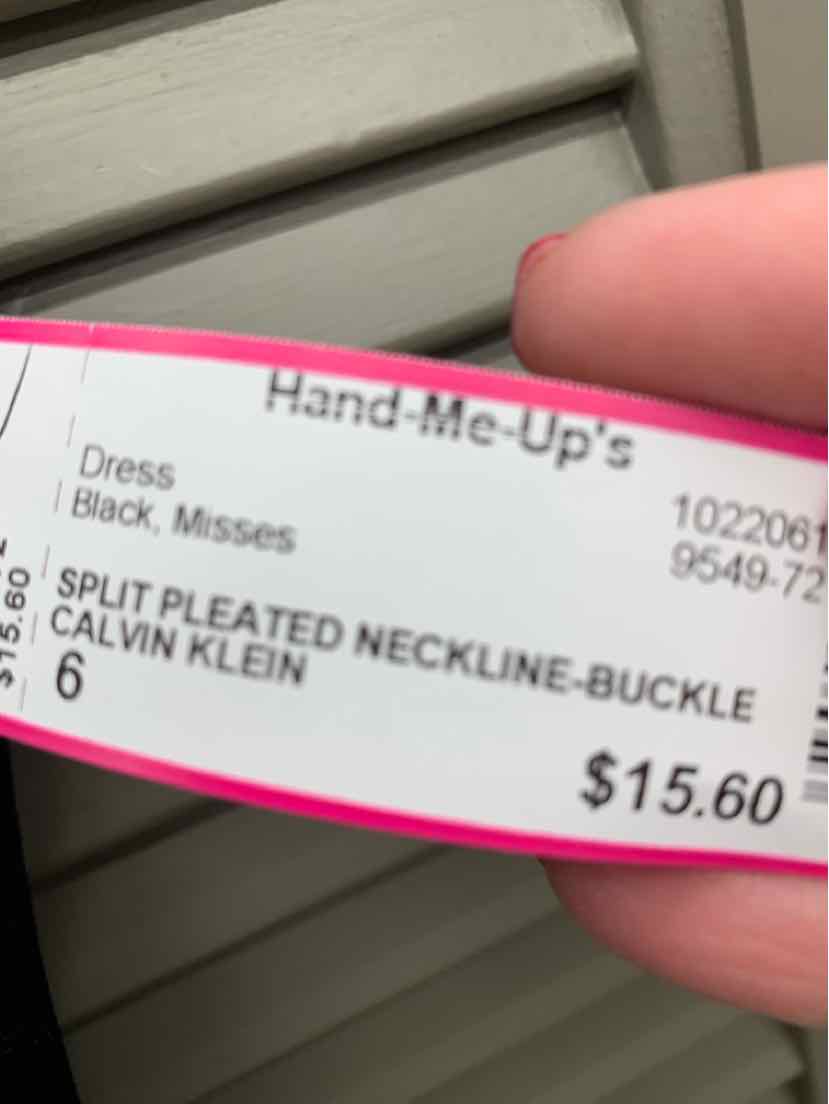 Hand-Me-Up's
Dress
Black, Misses
1022061
9549-72
SPLIT PLEATED NECKLINE-BUCKLE
CALVIN KLEIN
6
$15.60
$15.60